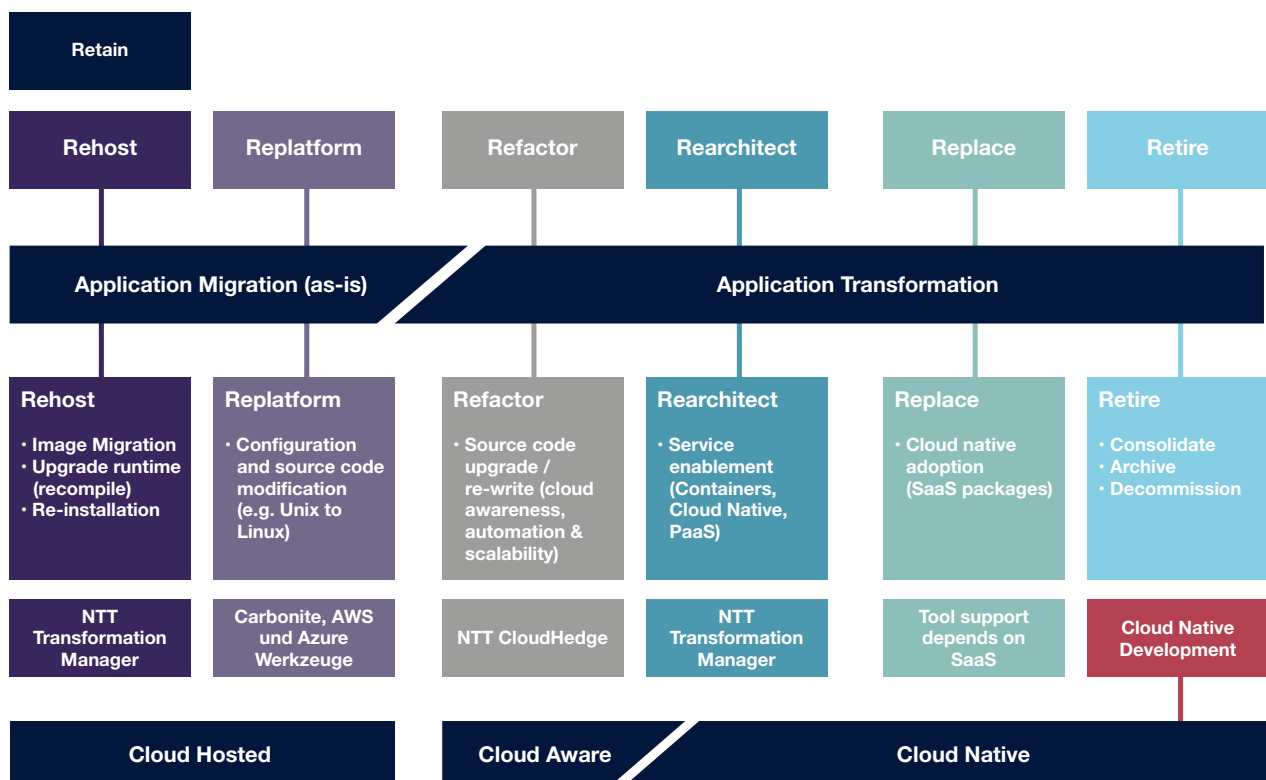 Retain
Rehost
Replatform
Refactor
Rearchitect
Replace
Retire
Application Migration (as-is)
Application Transformation
Rehost
· Image Migration
· Upgrade runtime
(recompile)
· Re-installation
Replatform
· Configuration
and source code
modification
(e.g. Unix to
Linux)
Refactor
· Source code
upgrade /
re-write (cloud
awareness,
automation &
scalability)
Rearchitect
· Service
enablement
(Containers,
Cloud Native,
PaaS)
Replace
· Cloud native
adoption
(SaaS packages)
Retire
· Consolidate
· Archive
· Decommission
NTT
Transformation
Manager
Carbonite, AWS
und Azure
Werkzeuge
NTT CloudHedge
NTT
Transformation
Manager
Tool support
depends on
SaaS
Cloud Native
Development
Cloud Hosted
Cloud Aware
Cloud Native